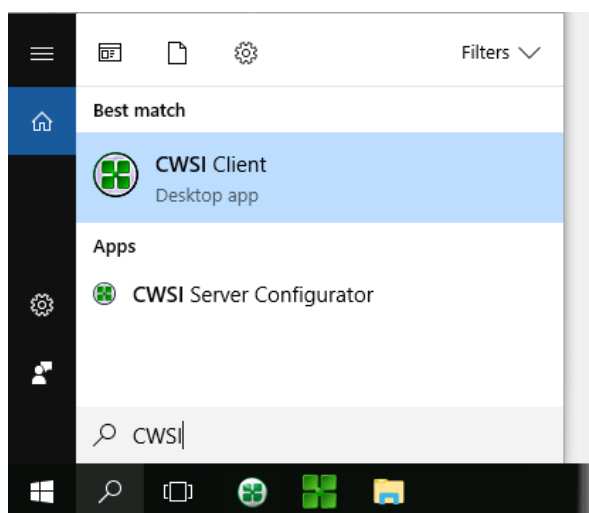 Filters
Best match
CWSI Client
Desktop app
Apps
CWSI Server Configurator
CWSI